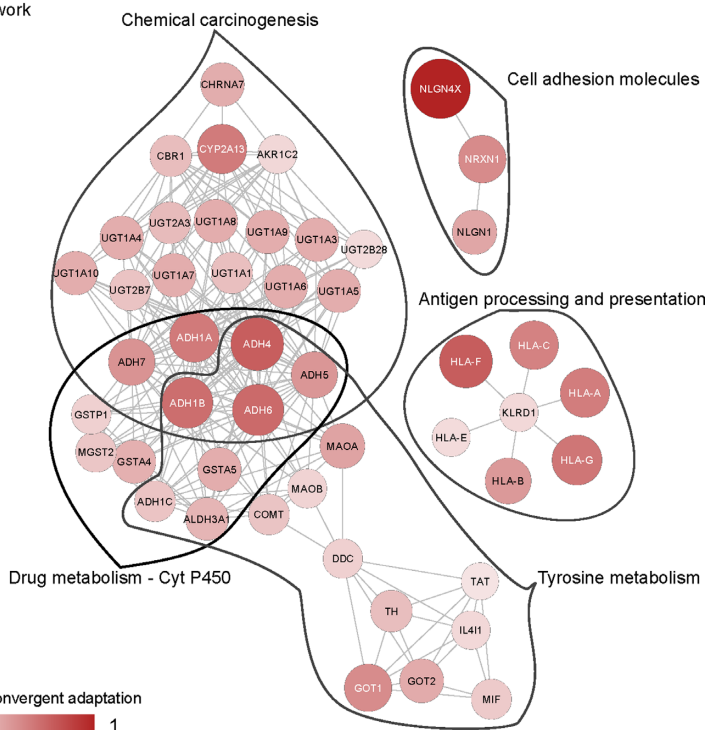 work
Chemical carcinogenesis
Cell adhesion molecules
CHRNA7
NLGN4X
CBR1
CYP2A13
AKR1C2
NRXN1
UGT1A4
UGT2A3
UGT1A8
UGT1A9
UGT1A3
UGT2B28
NLGN1
UGT1A10
UGT2B7
UGT1A7
UGT1A1
UGT1A6
UGT1A5
Antigen processing and presentation
ADH7
ADH1A
ADH4
ADH5
HLA-F
HLA-C
HLA-A
ADH1B
ADH6
KLRD1
GSTP1
HLA-E
MGST2
GSTA4
GSTA5
MAOA
HLA-G
HLA-B
ADH1C
ALDH3A1
COMT
MAOB
DDC
Drug metabolism - Cyt P450
Tyrosine metabolism
TAT
TH
IL4I1
GOT1
GOT2
MIF
onvergent adaptation
1